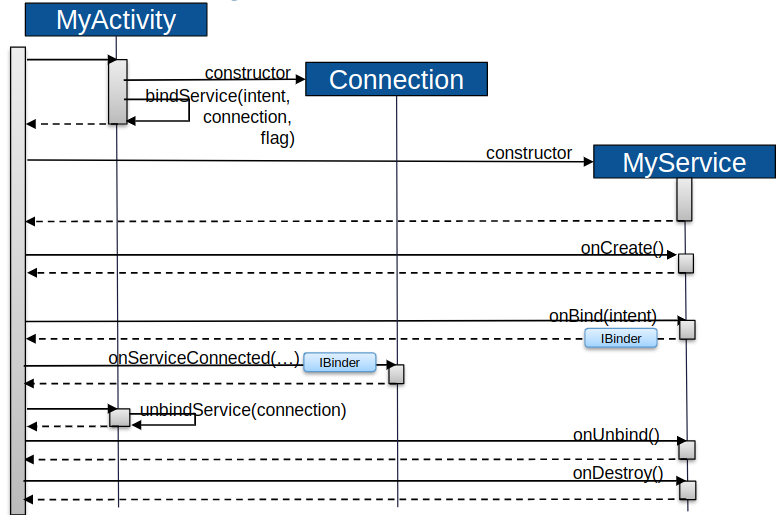 MyActivity
constructor
Connection
bindService(intent,
connection,
flag)
constructor
MyService
onCreate()
onBind(intent)
IBinder
onServiceConnected(…)
IBinder
unbindService(connection)
onUnbind()
onDestroy()